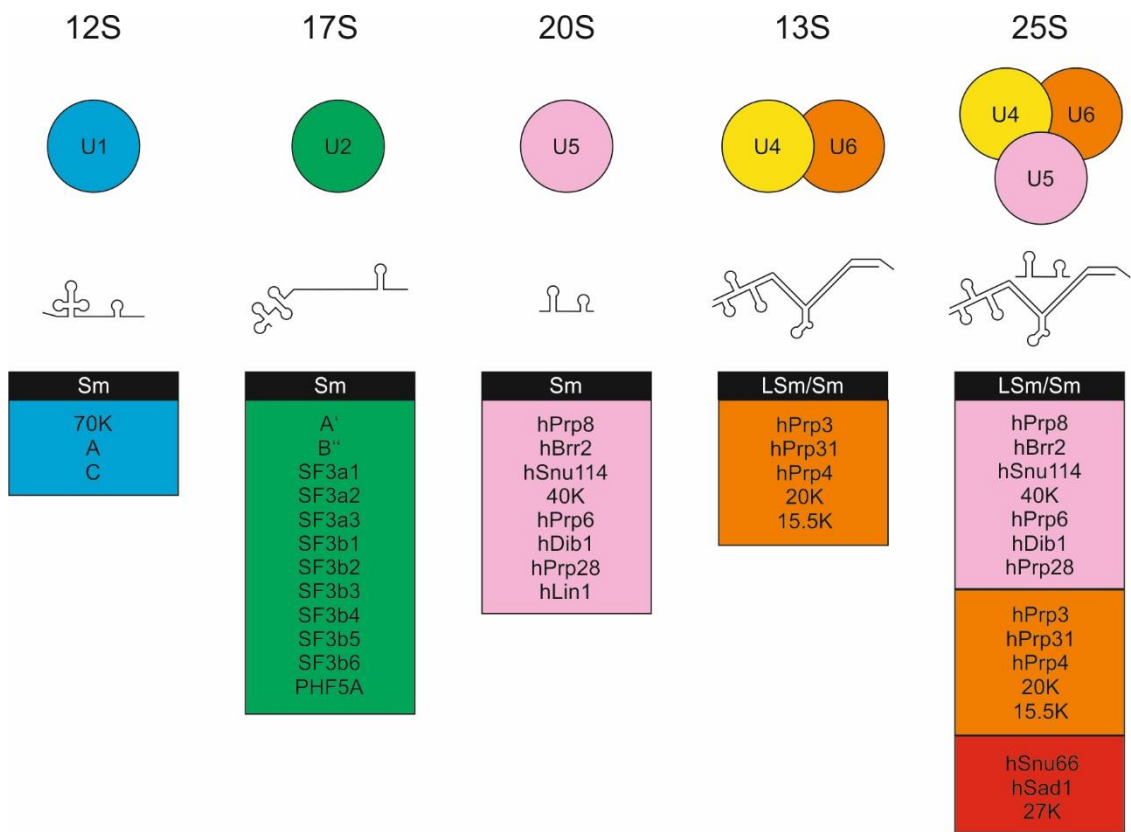 12S
17S
20S
13S
25S
U1
U2
U5
U4
U6
U4
U6
U5
Sm
70K
A
C
Sm
A‘
B“
SF3a1
SF3a2
SF3a3
SF3b1
SF3b2
SF3b3
SF3b4
SF3b5
SF3b6
PHF5A
Sm
hPrp8
hBrr2
hSnu114
40K
hPrp6
hDib1
hPrp28
hLin1
LSm/Sm
hPrp3
hPrp31
hPrp4
20K
15.5K
LSm/Sm
hPrp8
hBrr2
hSnu114
40K
hPrp6
hDib1
hPrp28
hPrp3
hPrp31
hPrp4
20K
15.5K
hSnu66
hSad1
27K